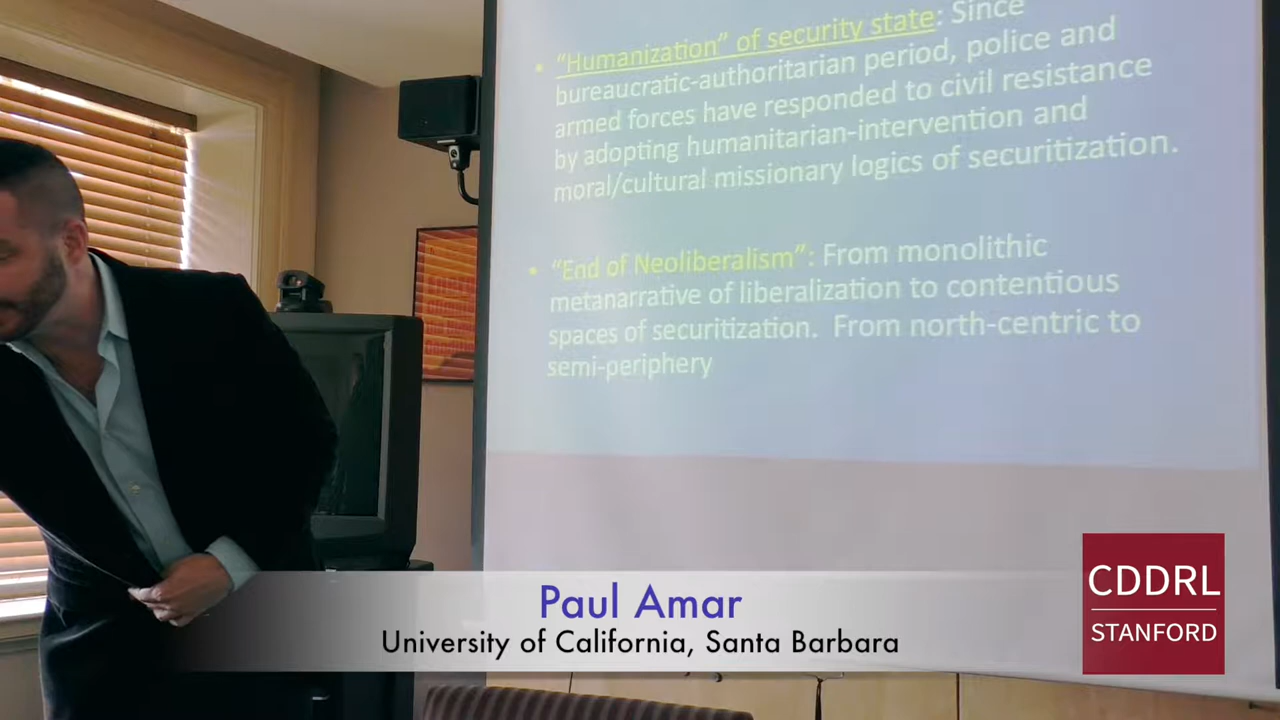 • “Humanization” of security state: Since
bureaucratic-authoritarian period, police and
armed forces have responded to civil resistance
by adopting humanitarian-intervention and
moral/cultural missionary logics of securitization.
• “End of Neoliberalism”: From monolithic
metanarrative of liberalization to contentious
spaces of securitization. From north-centric to
semi-periphery
Paul Amar
University of California, Santa Barbara
CDDRL
STANFORD